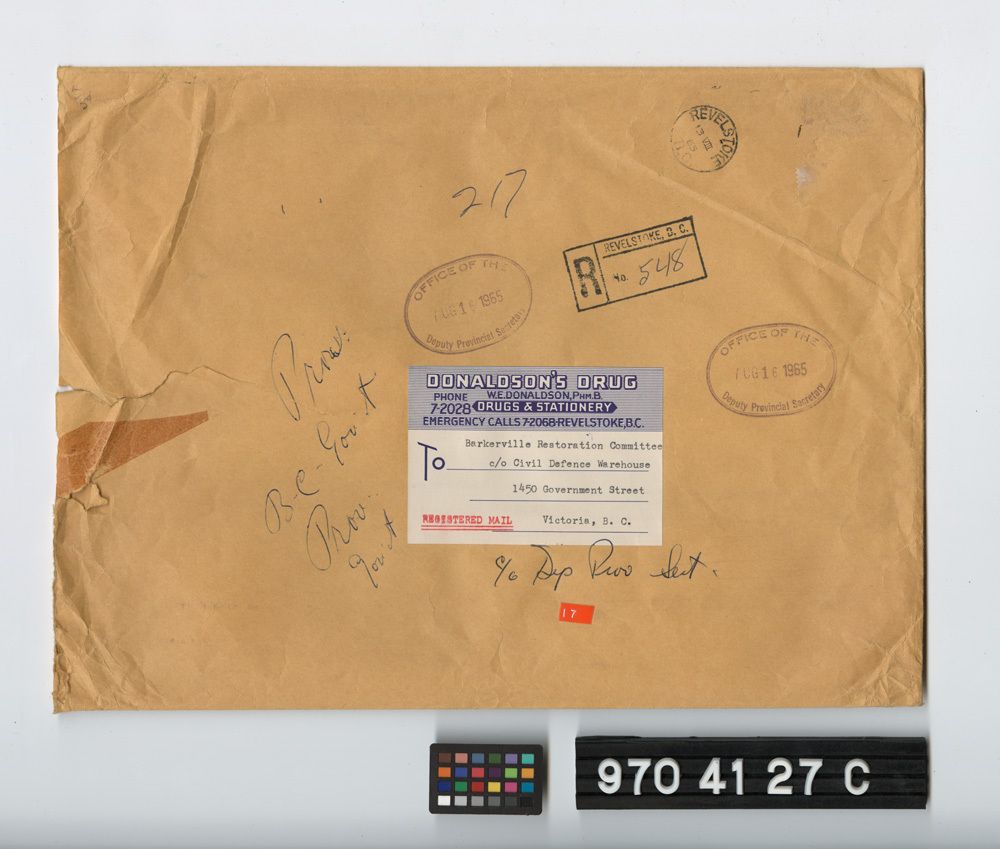 REVELSTOKE
13 VIII
65
B.C.
217
REVELSTOKE, B. C.
R No. 548
OFFICE OF THE
AUG 16 1965
Deputy Provincial Secretary
OFFICE OF THE
AUG 16 1965
Deputy Provincial Secretary
Prov.
Gov't
B.C.
Prov.
Gov't
DONALDSON'S DRUG
W.E. DONALDSON, PHM.B.
PHONE
7-2028 DRUGS & STATIONERY
EMERGENCY CALLS 7-2068-REVELSTOKE, B.C.
Barkerville Restoration Committee
To c/o Civil Defence Warehouse
1450 Government Street
REGISTERED MAIL Victoria, B. C.
c/o Dep Prov Sect.
17
970 41 27 C